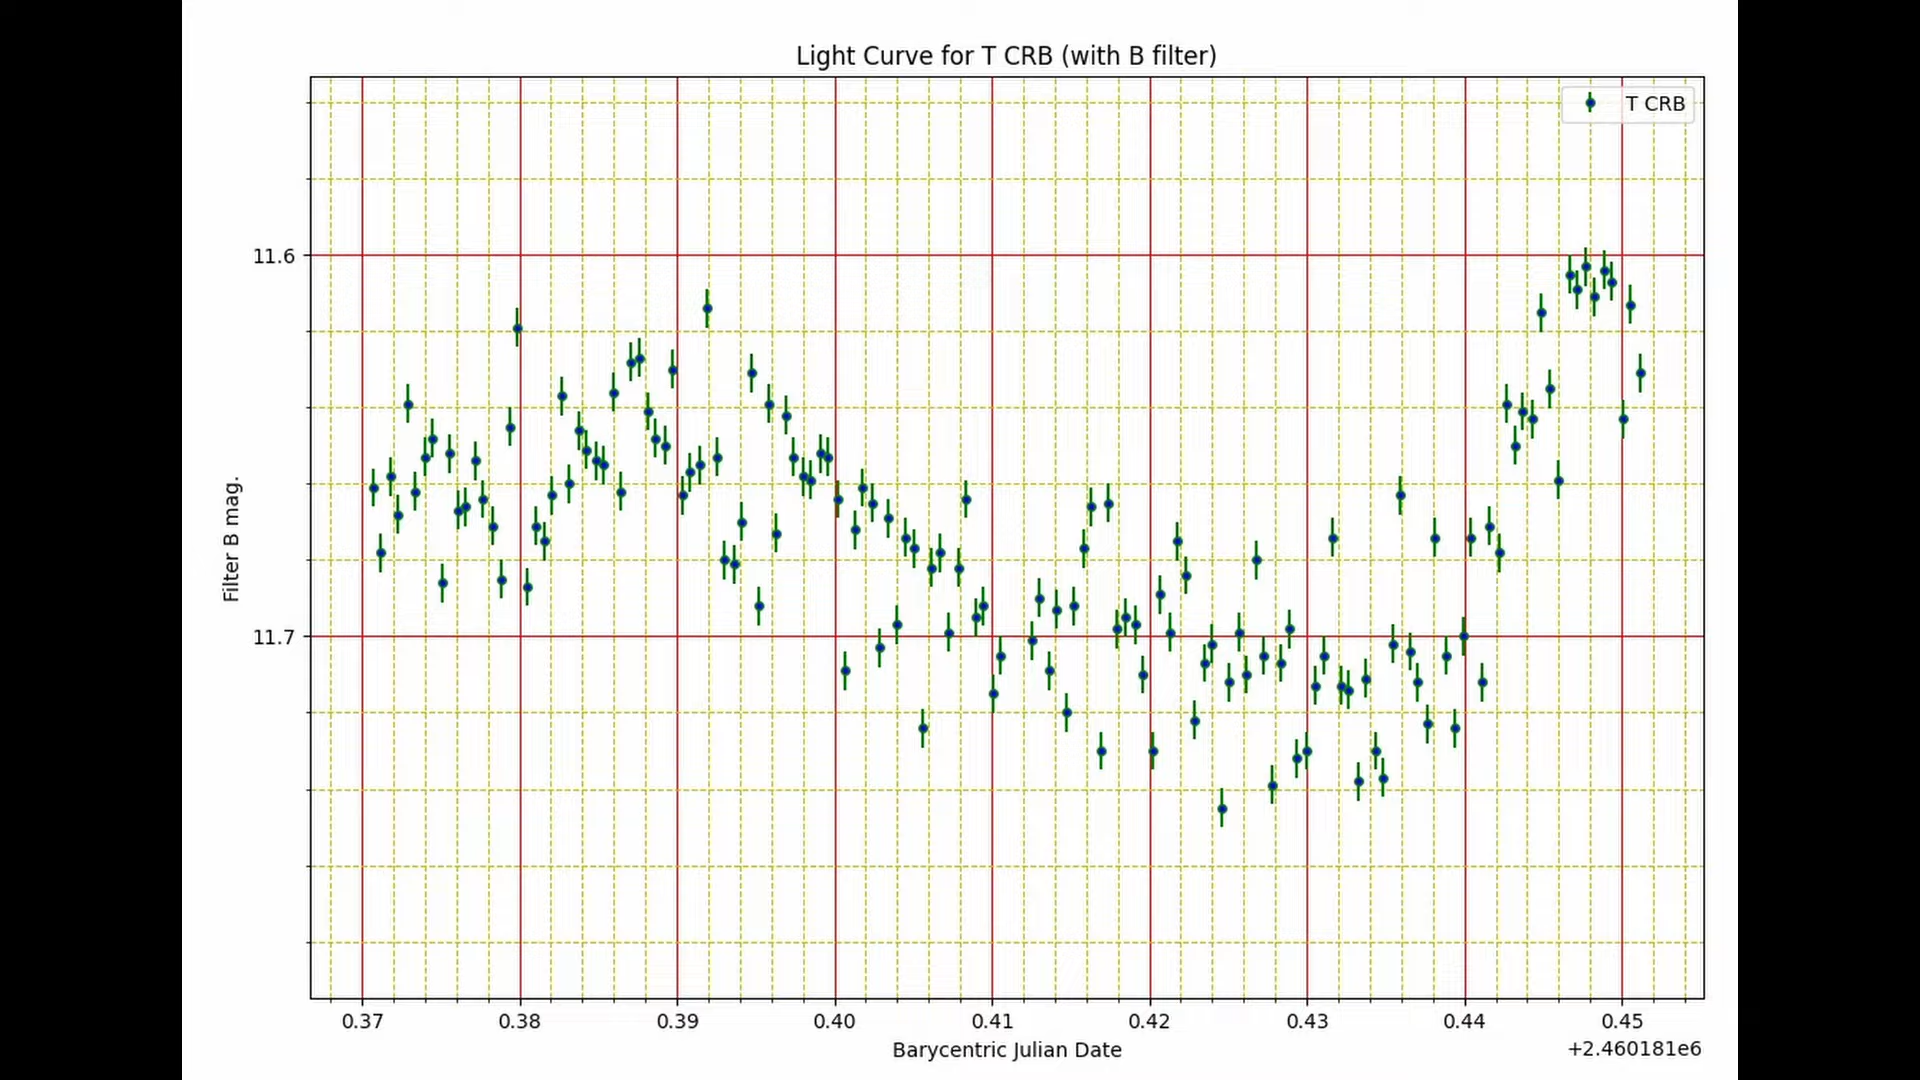 Light Curve for T CRB (with B filter)
T CRB
11.6
11.7
Filter B mag.
0.37 0.38 0.39 0.40 0.41 0.42 0.43 0.44 0.45
Barycentric Julian Date
+2.460181e6